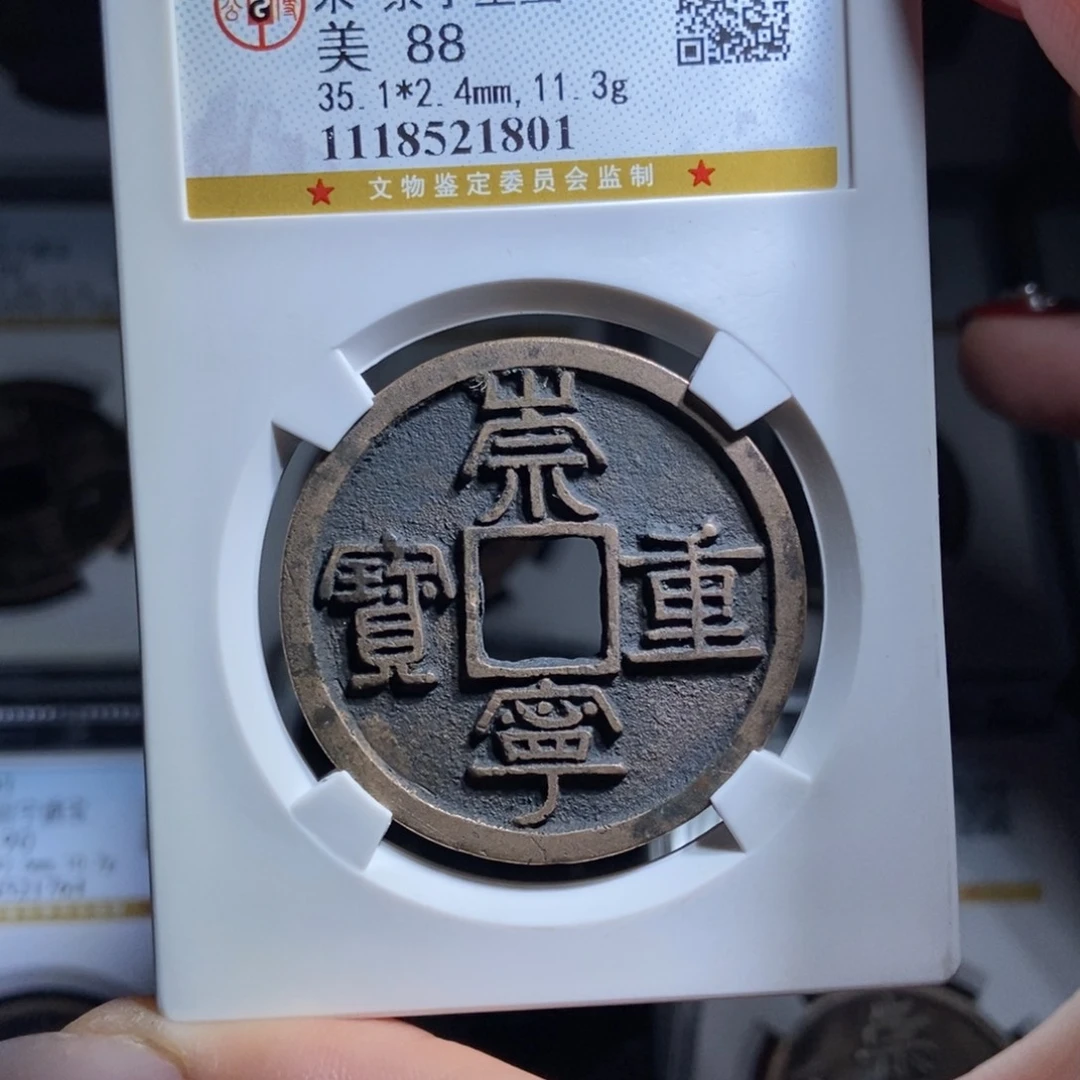 美 88
35.1*2.4mm,11.3g
1118521801
★ 文物鉴定委员会监制 ★
崇
寶 重
寧